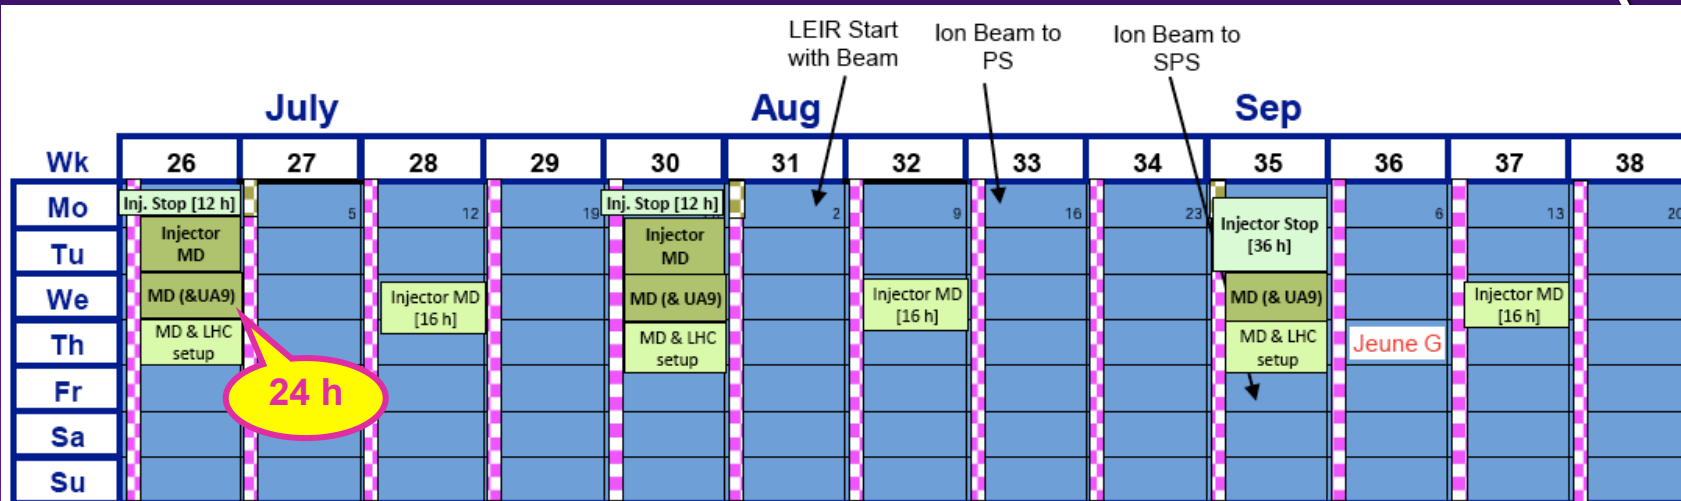 LEIR Start
with Beam
Ion Beam to
PS
Ion Beam to
SPS
July
Aug
Sep
Wk 26 27 28 29 30 31 32 33 34 35 36 37 38
Mo 5 12 19 2 9 16 23 6 13 20
Inj. Stop [12 h]
Inj. Stop [12 h]
Injector Stop
[36 h]
Tu
Injector
MD
Injector
MD
We
MD (&UA9)
Injector MD
[16 h]
MD (& UA9)
Injector MD
[16 h]
MD (& UA9)
Injector MD
[16 h]
Th
MD & LHC
setup
MD & LHC
setup
MD & LHC
setup
Jeune G
Fr
24 h
Sa
Su